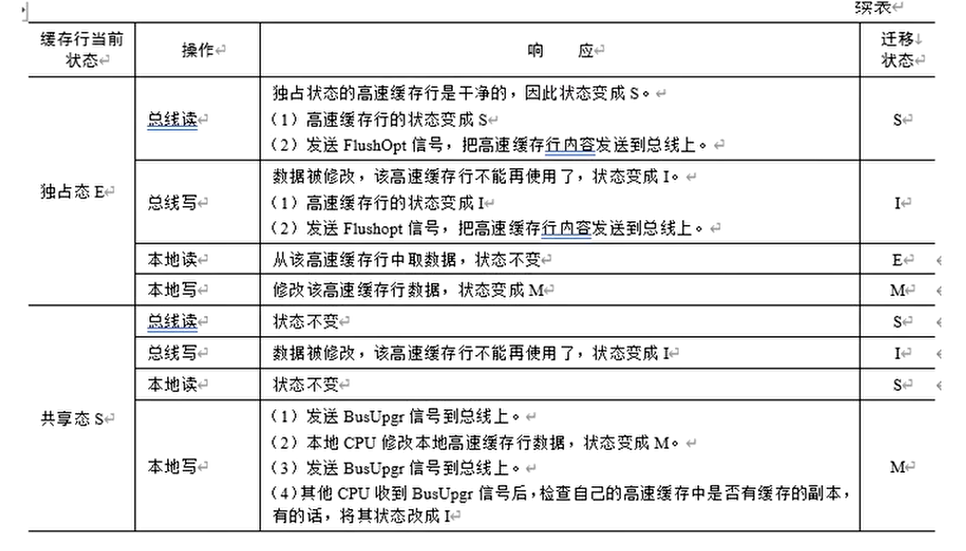 续表
缓存行当前
状态
操作
响 应
迁移
状态
独占态 E
总线读
独占状态的高速缓存行是干净的，因此状态变成 S。
（1）高速缓存行的状态变成 S
（2）发送 FlushOpt 信号，把高速缓存行内容发送到总线上。
S
总线写
数据被修改，该高速缓存行不能再使用了，状态变成 I。
（1）高速缓存行的状态变成 I
（2）发送 Flushopt 信号，把高速缓存行内容发送到总线上。
I
本地读
从该高速缓存行中取数据，状态不变
E
本地写
修改该高速缓存行数据，状态变成 M
M
共享态 S
总线读
状态不变
S
总线写
数据被修改，该高速缓存行不能再使用了，状态变成 I
I
本地读
状态不变
S
本地写
（1）发送 BusUpgr 信号到总线上。
（2）本地 CPU 修改本地高速缓存行数据，状态变成 M。
（3）发送 BusUpgr 信号到总线上。
（4）其他 CPU 收到 BusUpgr 信号后，检查自己的高速缓存中是否有缓存的副本，
有的话，将其状态改成 I
M